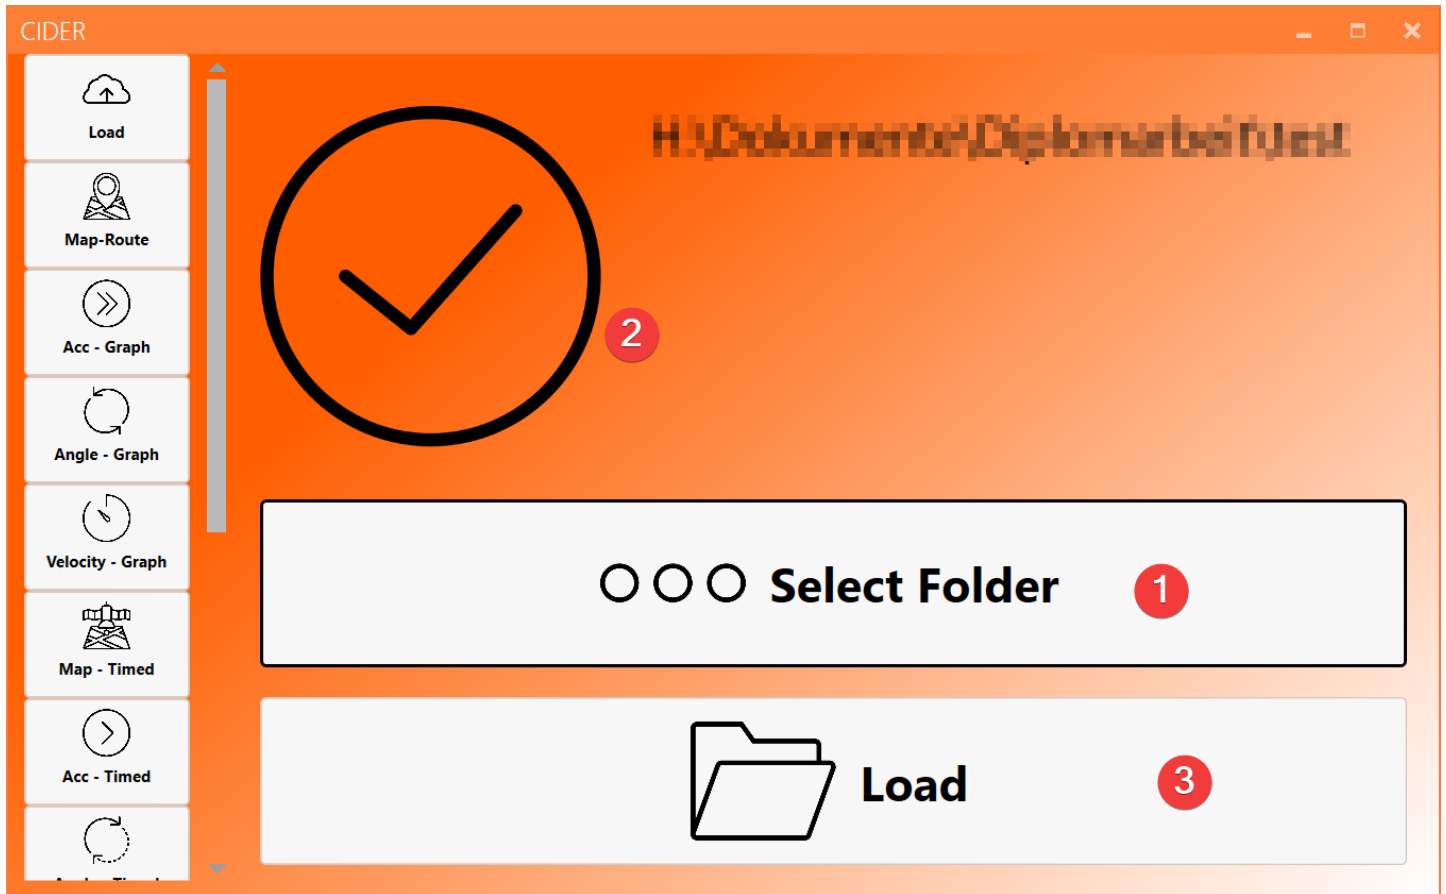 CIDER
Load
Map-Route
Acc - Graph
Angle - Graph
Velocity - Graph
Map - Timed
Acc - Timed
2
Select Folder
1
Load
3